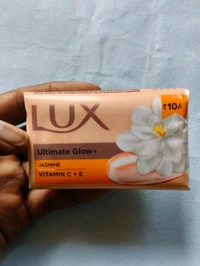 LUX
₹10/-
Ultimate Glow+
JASMINE
VITAMIN C + E